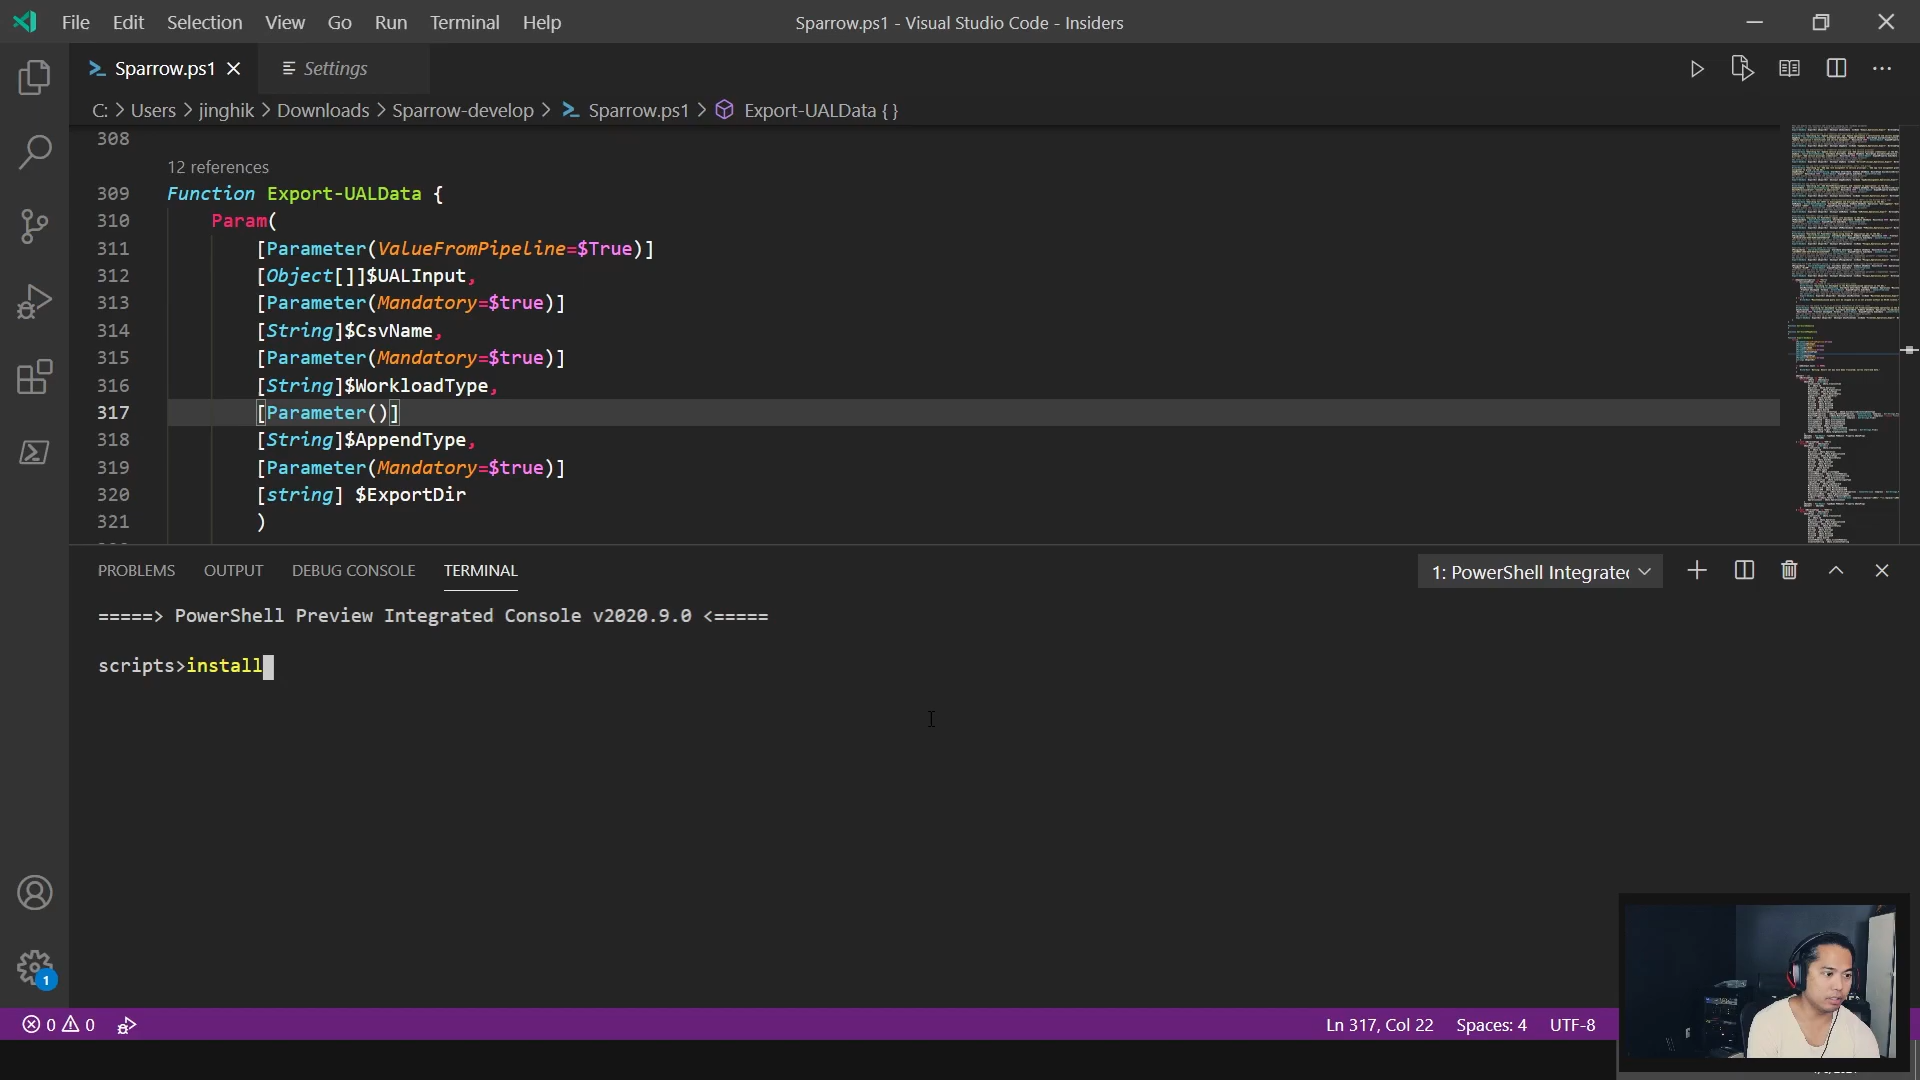 File Edit Selection View Go Run Terminal Help
Sparrow.ps1 - Visual Studio Code - Insiders
Sparrow.ps1
Settings
C: > Users > jinghik > Downloads > Sparrow-develop > Sparrow.ps1 > Export-UALData { }
308
12 references
309 Function Export-UALData {
310 Param(
311 [Parameter(ValueFromPipeline=$True)]
312 [Object[]]$UALInput,
313 [Parameter(Mandatory=$true)]
314 [String]$CsvName,
315 [Parameter(Mandatory=$true)]
316 [String]$WorkloadType,
317 [Parameter()]
318 [String]$AppendType,
319 [Parameter(Mandatory=$true)]
320 [string] $ExportDir
321 )
PROBLEMS OUTPUT DEBUG CONSOLE TERMINAL
1: PowerShell Integrate
=====> PowerShell Preview Integrated Console v2020.9.0 <=====
scripts>install
1
0 0
Ln 317, Col 22 Spaces: 4 UTF-8